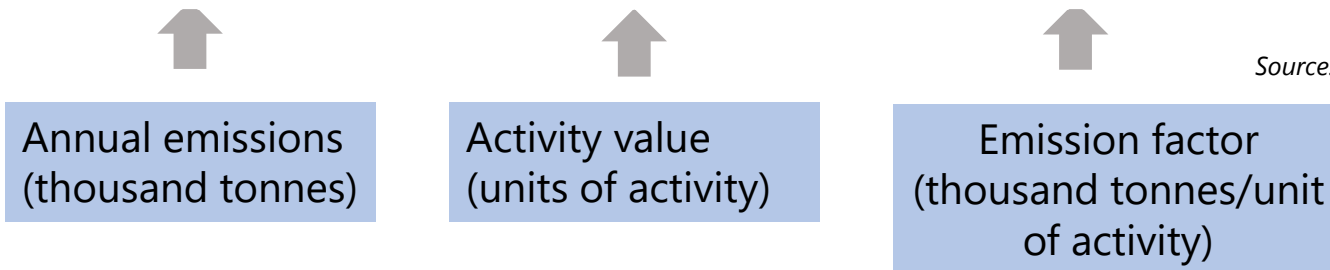 Source
Annual emissions
(thousand tonnes)
Activity value
(units of activity)
Emission factor
(thousand tonnes/unit
of activity)